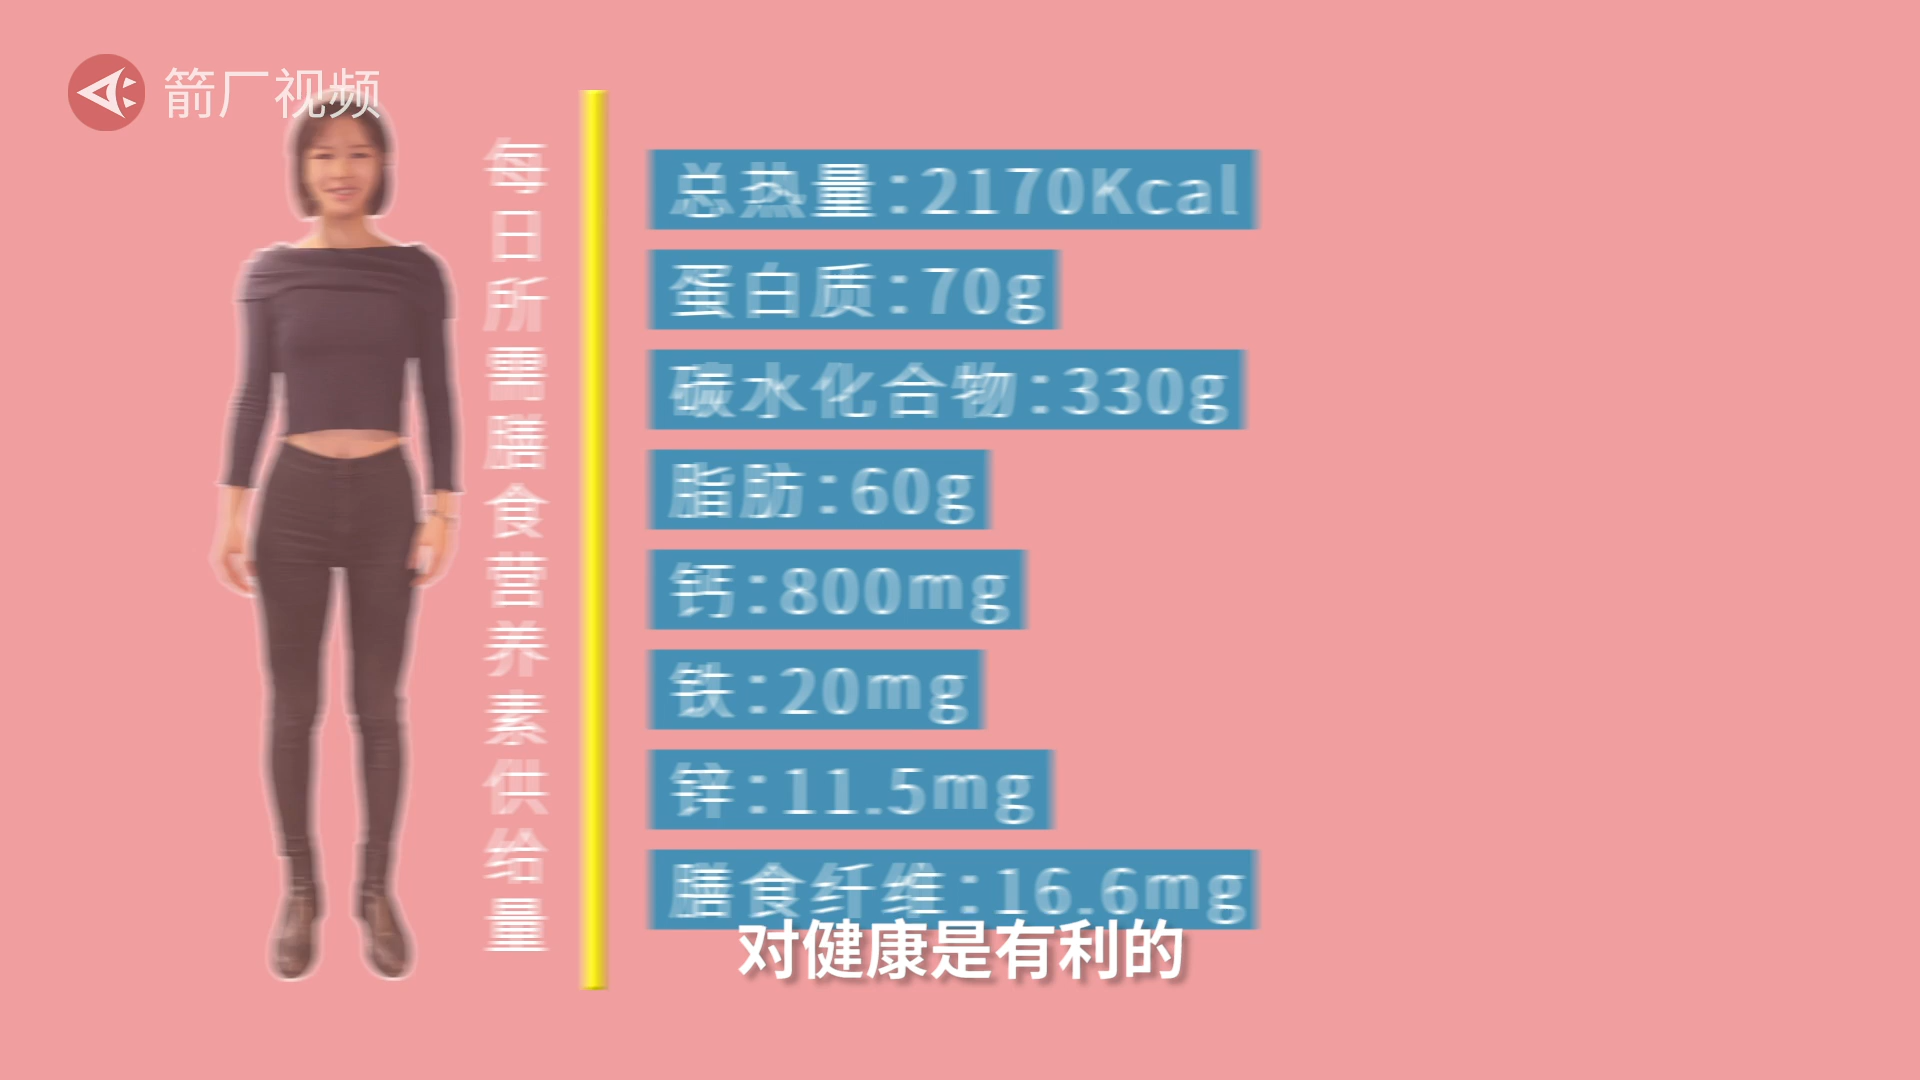 箭厂视频
每日所需膳食营养素供给量
总热量：2170Kcal
蛋白质：70g
碳水化合物：330g
脂肪：60g
钙：800mg
铁：20mg
锌：11.5mg
膳食纤维：16.6mg
对健康是有利的